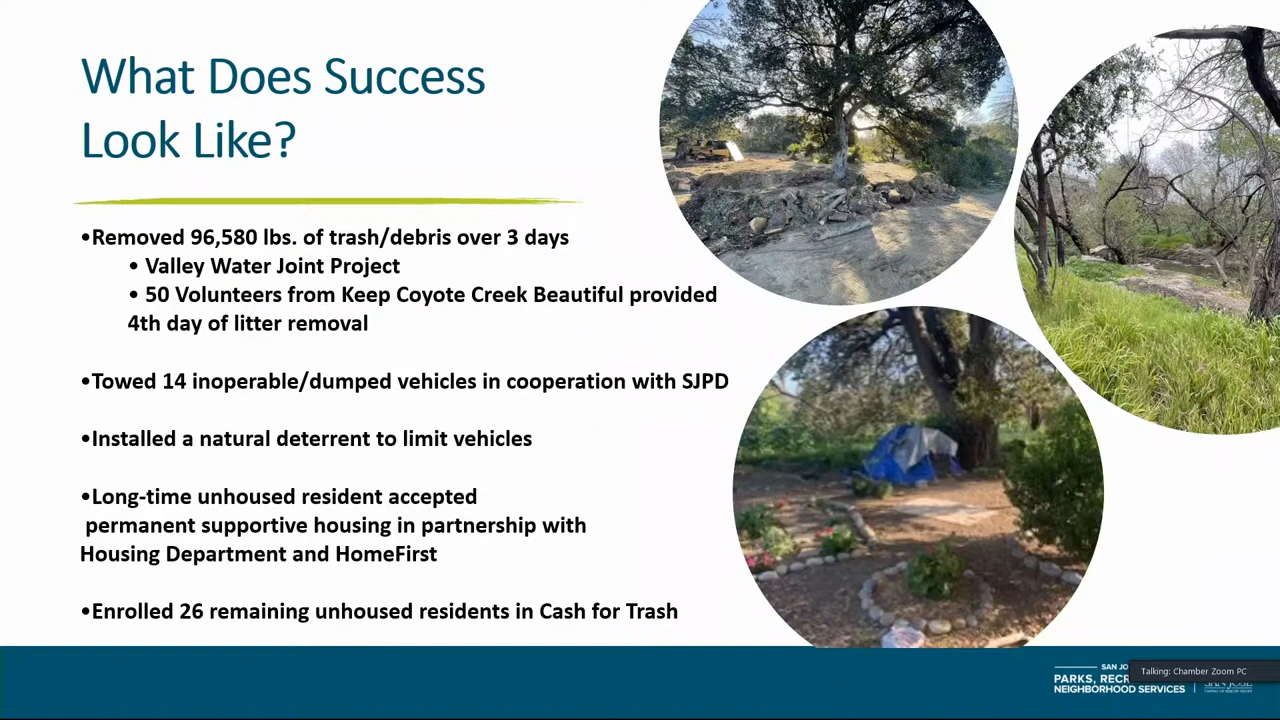 What Does Success
Look Like?
•Removed 96,580 lbs. of trash/debris over 3 days
• Valley Water Joint Project
• 50 Volunteers from Keep Coyote Creek Beautiful provided
4th day of litter removal
•Towed 14 inoperable/dumped vehicles in cooperation with SJPD
•Installed a natural deterrent to limit vehicles
•Long-time unhoused resident accepted
permanent supportive housing in partnership with
Housing Department and HomeFirst
•Enrolled 26 remaining unhoused residents in Cash for Trash
SAN JO
Talking: Chamber Zoom PC
PARKS, RECR
NEIGHBORHOOD SERVICES
SAN JOSE